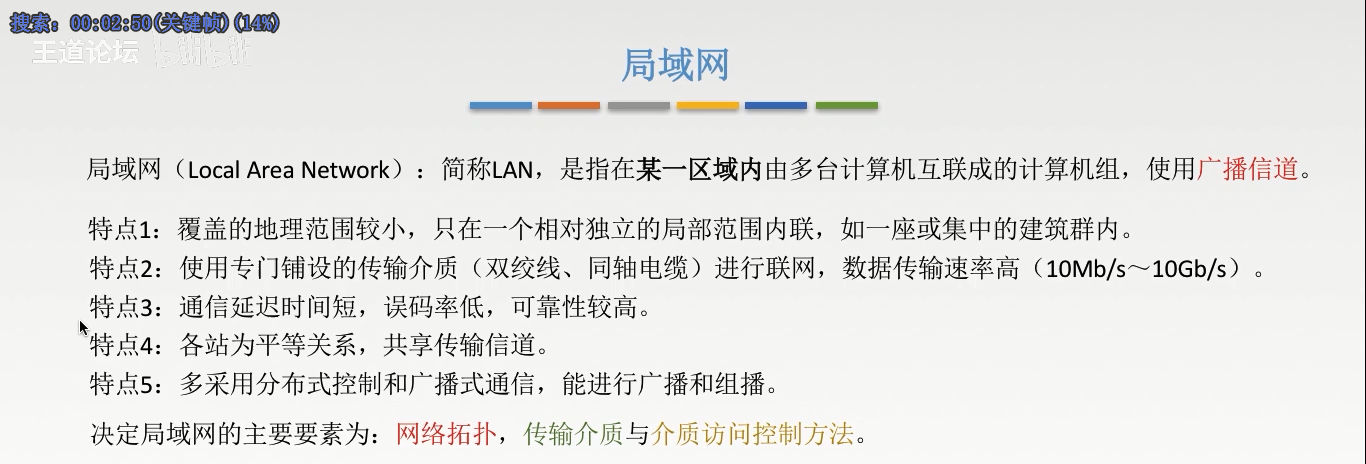 搜索：00:02:50(关键帧)(14%)
王道论坛 bilibili
局域网
局域网（Local Area Network）：简称LAN，是指在某一区域内由多台计算机互联成的计算机组，使用广播信道。
特点1：覆盖的地理范围较小，只在一个相对独立的局部范围内联，如一座或集中的建筑群内。
特点2：使用专门铺设的传输介质（双绞线、同轴电缆）进行联网，数据传输速率高（10Mb/s～10Gb/s）。
特点3：通信延迟时间短，误码率低，可靠性较高。
特点4：各站为平等关系，共享传输信道。
特点5：多采用分布式控制和广播式通信，能进行广播和组播。
决定局域网的主要要素为：网络拓扑，传输介质与介质访问控制方法。